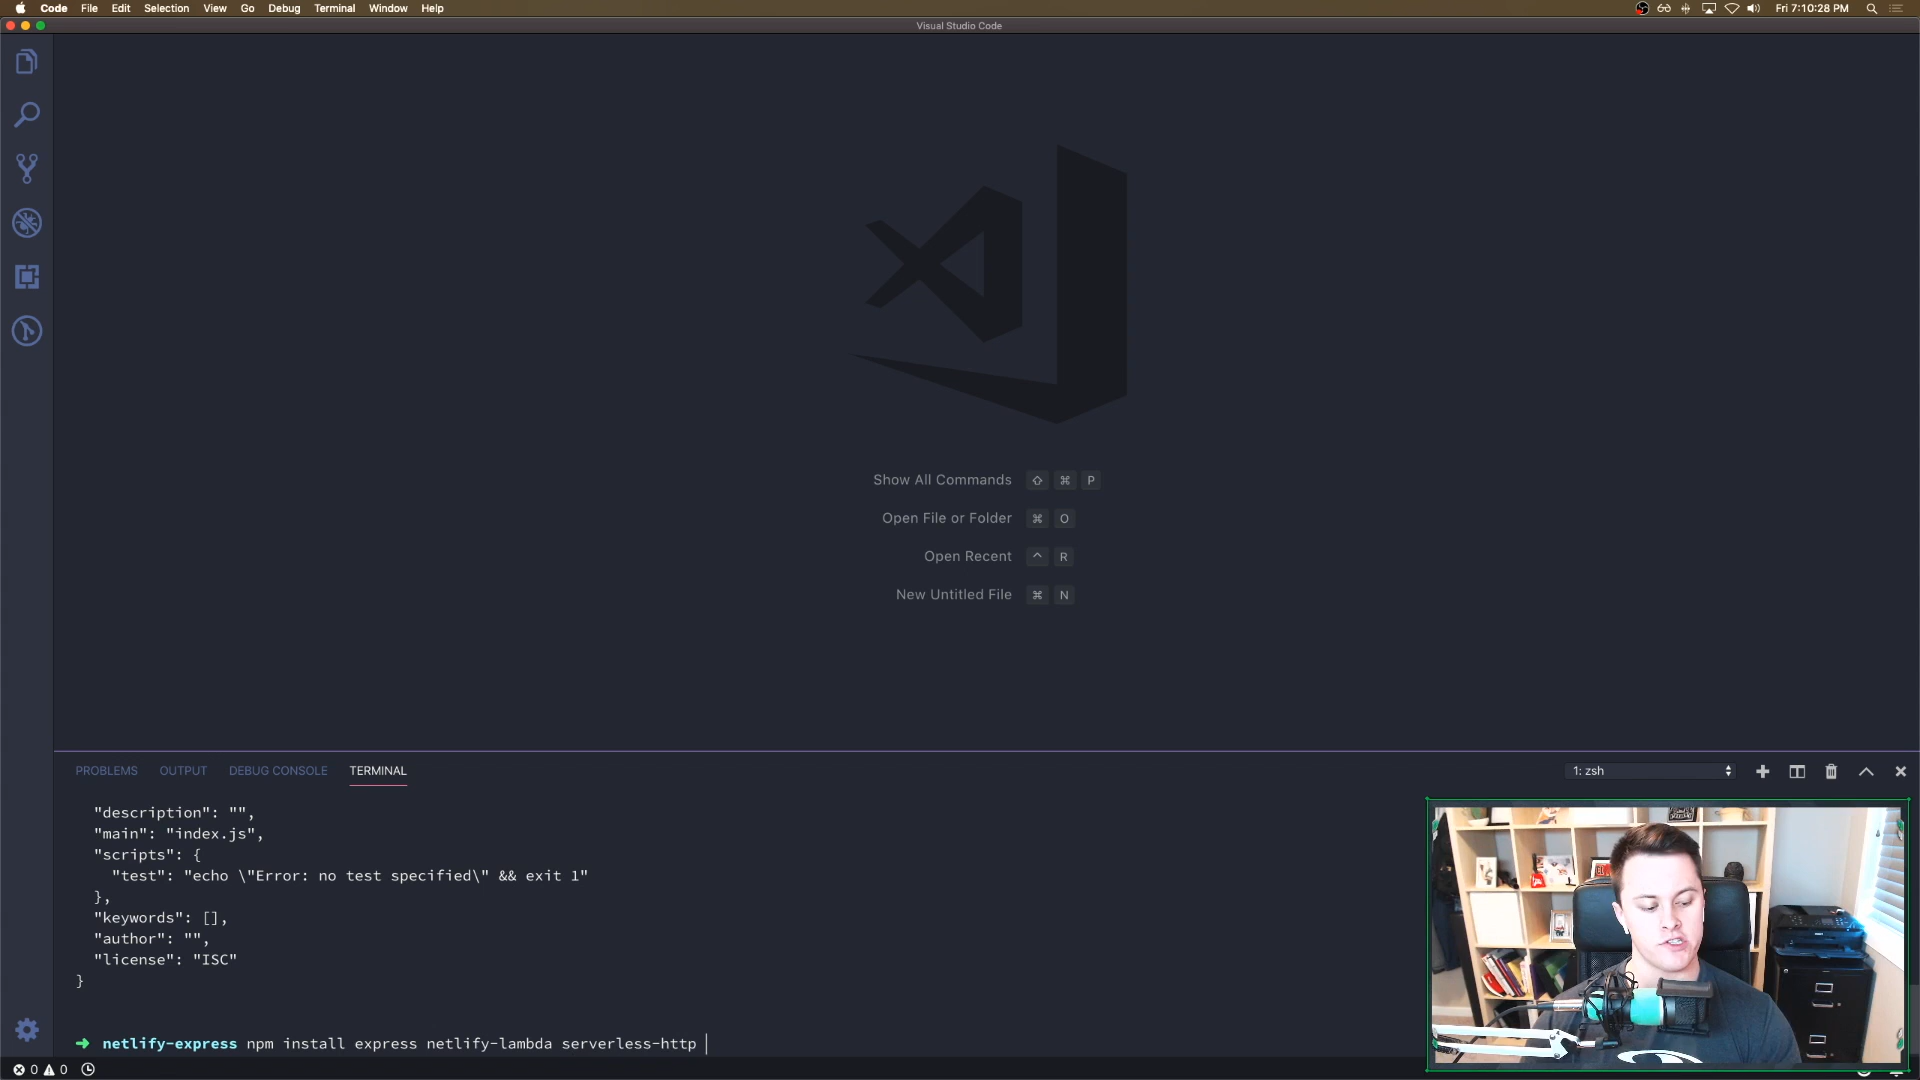 Code File Edit Selection View Go Debug Terminal Window Help
Fri 7:10:28 PM
Visual Studio Code
Show All Commands ⇧ ⌘ P
Open File or Folder ⌘ O
Open Recent ^ R
New Untitled File ⌘ N
PROBLEMS OUTPUT DEBUG CONSOLE TERMINAL
1: zsh
"description": "",
"main": "index.js",
"scripts": {
"test": "echo \"Error: no test specified\" && exit 1"
},
"keywords": [],
"author": "",
"license": "ISC"
}
➜ netlify-express npm install express netlify-lambda serverless-http
0 0